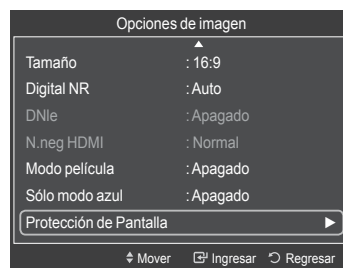 Opciones de imagen
Tamaño : 16:9
Digital NR : Auto
DNIe : Apagado
N.neg HDMI : Normal
Modo película : Apagado
Sólo modo azul : Apagado
Protección de Pantalla
Mover Ingresar Regresar